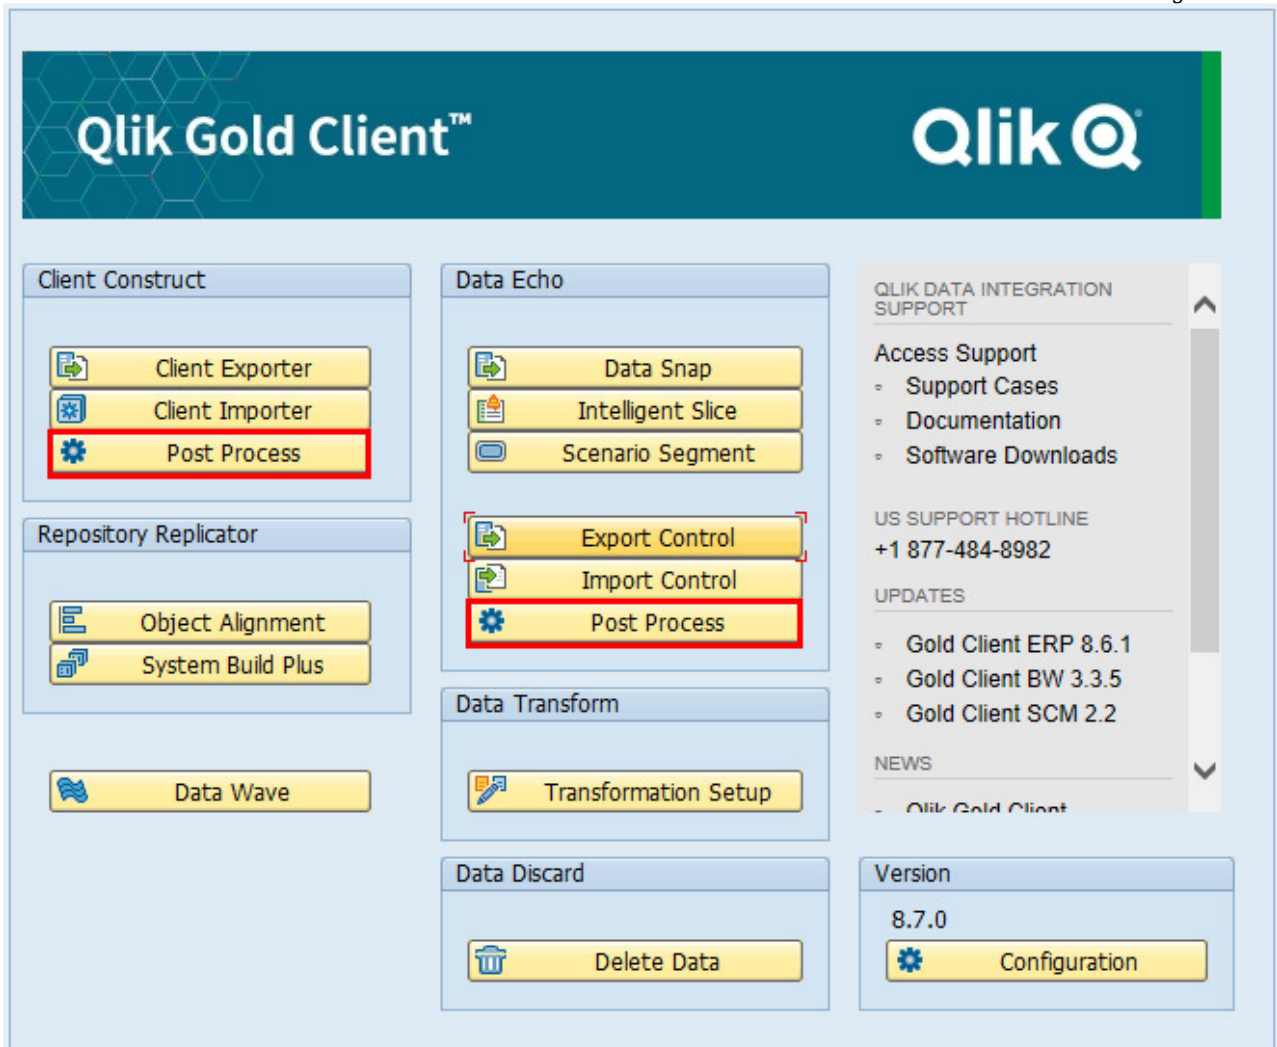 Qlik Gold Client™
Qlik
Client Construct
Client Exporter
Client Importer
Post Process
Repository Replicator
Object Alignment
System Build Plus
Data Wave
Data Echo
Data Snap
Intelligent Slice
Scenario Segment
Export Control
Import Control
Post Process
Data Transform
Transformation Setup
Data Discard
Delete Data
QLIK DATA INTEGRATION
SUPPORT
Access Support
Support Cases
Documentation
Software Downloads
US SUPPORT HOTLINE
+1 877-484-8982
UPDATES
Gold Client ERP 8.6.1
Gold Client BW 3.3.5
Gold Client SCM 2.2
NEWS
Qlik Gold Client
Version
8.7.0
Configuration